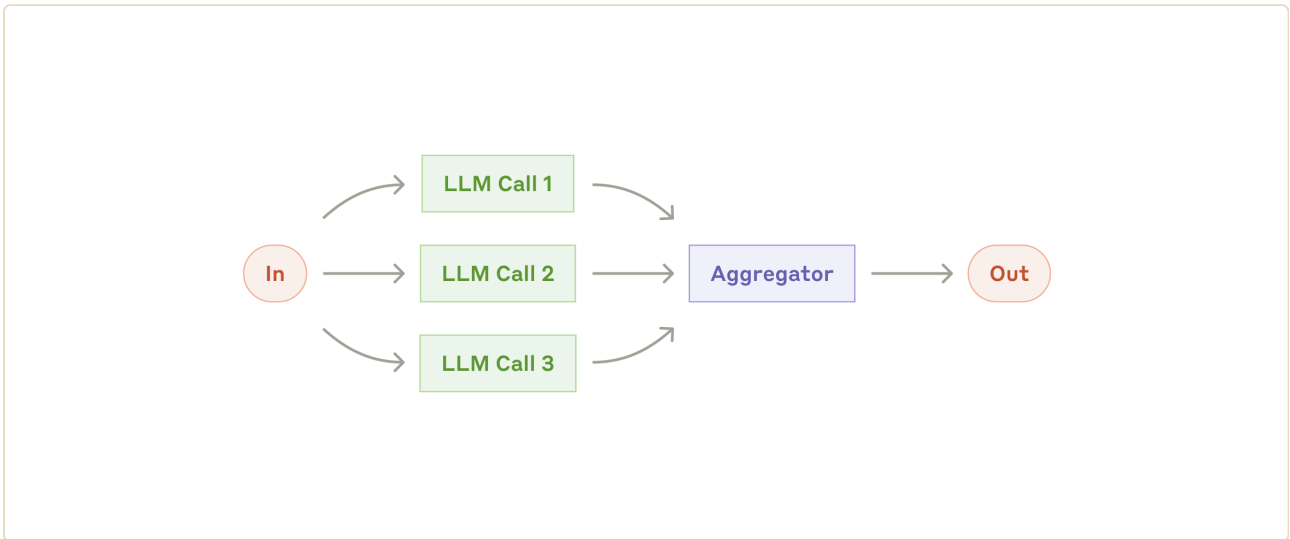 LLM Call 1
In
LLM Call 2
Aggregator
Out
LLM Call 3